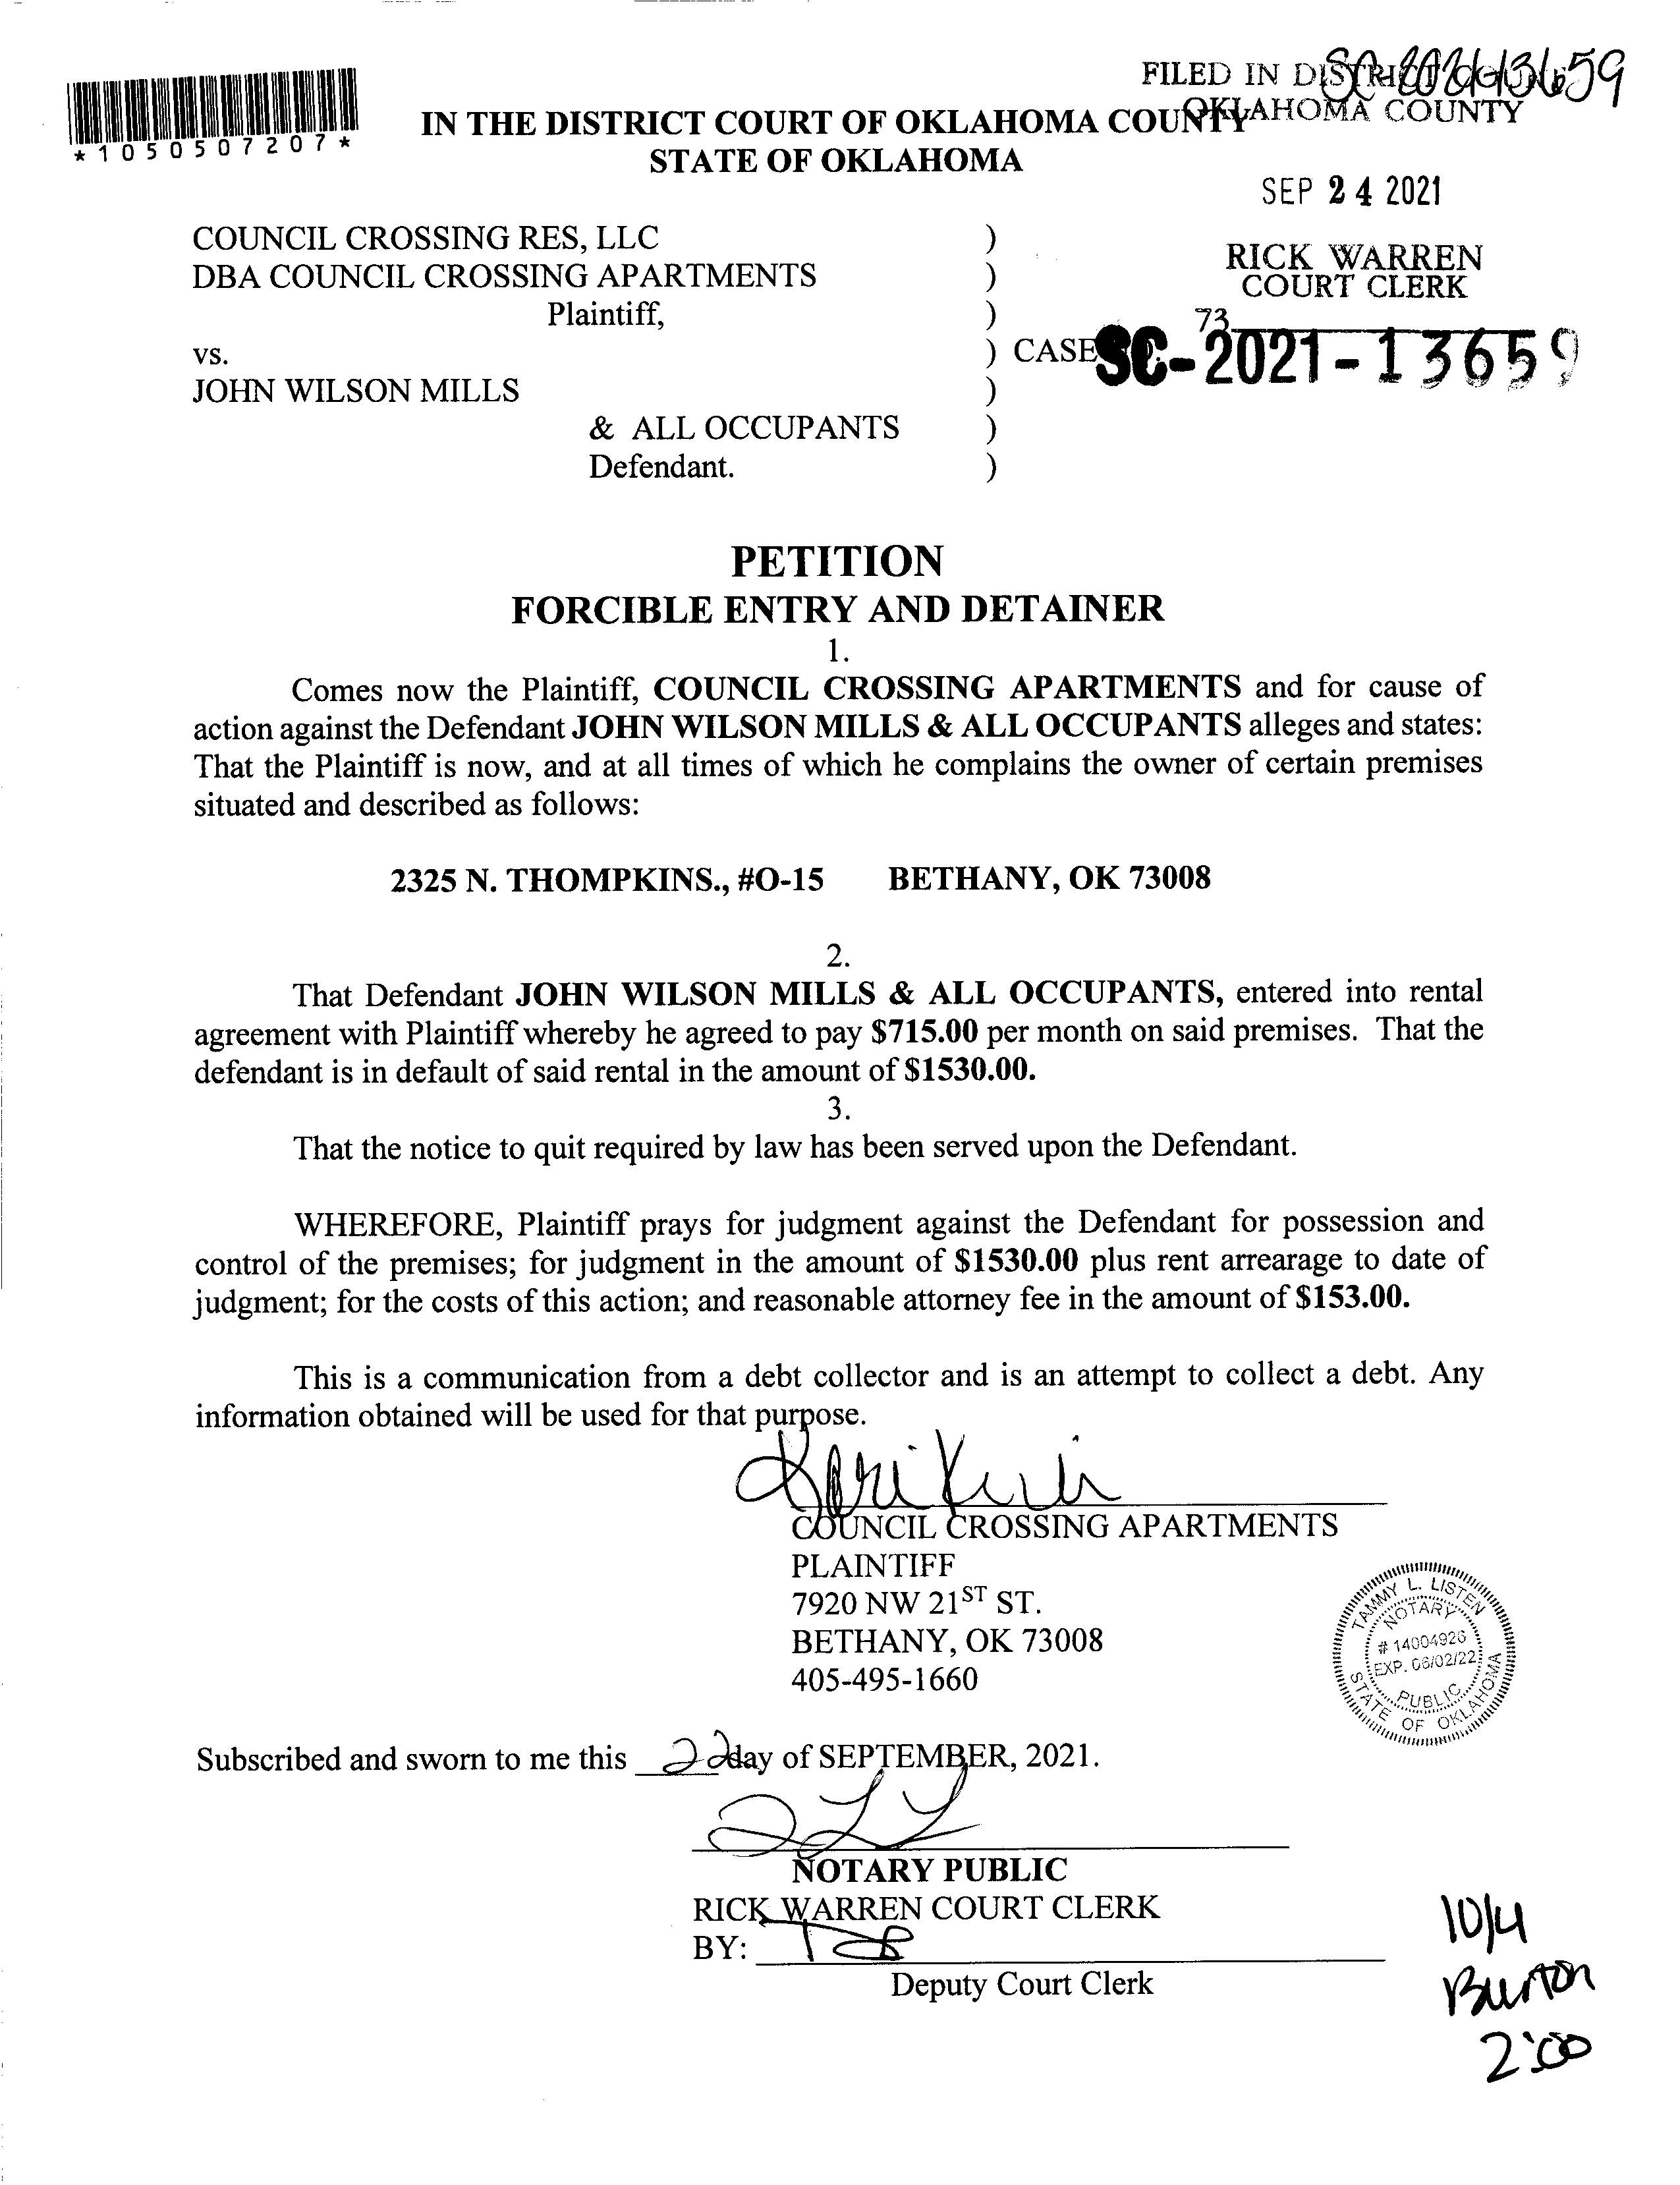 *1050507207*
SC-2021-13659
FILED IN DISTRICT COURT
OKLAHOMA COUNTY
IN THE DISTRICT COURT OF OKLAHOMA COUNTY
STATE OF OKLAHOMA
SEP 24 2021
RICK WARREN
COURT CLERK
73
COUNCIL CROSSING RES, LLC )
DBA COUNCIL CROSSING APARTMENTS )
Plaintiff, )
vs. ) CASE SC-2021-13659
JOHN WILSON MILLS )
& ALL OCCUPANTS )
Defendant. )
PETITION
FORCIBLE ENTRY AND DETAINER
1.
Comes now the Plaintiff, COUNCIL CROSSING APARTMENTS and for cause of
action against the Defendant JOHN WILSON MILLS & ALL OCCUPANTS alleges and states:
That the Plaintiff is now, and at all times of which he complains the owner of certain premises
situated and described as follows:
2325 N. THOMPKINS., #O-15 BETHANY, OK 73008
2.
That Defendant JOHN WILSON MILLS & ALL OCCUPANTS, entered into rental
agreement with Plaintiff whereby he agreed to pay $715.00 per month on said premises. That the
defendant is in default of said rental in the amount of $1530.00.
3.
That the notice to quit required by law has been served upon the Defendant.
WHEREFORE, Plaintiff prays for judgment against the Defendant for possession and
control of the premises; for judgment in the amount of $1530.00 plus rent arrearage to date of
judgment; for the costs of this action; and reasonable attorney fee in the amount of $153.00.
This is a communication from a debt collector and is an attempt to collect a debt. Any
information obtained will be used for that purpose.
COUNCIL CROSSING APARTMENTS
PLAINTIFF
7920 NW 21ST ST.
BETHANY, OK 73008
405-495-1660
TAMMY L. LISTEN
NOTARY
# 14004926
EXP. 06/02/22
PUBLIC
STATE OF OKLAHOMA
Subscribed and sworn to me this 22 day of SEPTEMBER, 2021.
NOTARY PUBLIC
RICK WARREN COURT CLERK
BY:
Deputy Court Clerk
10/4
Burton
2:00